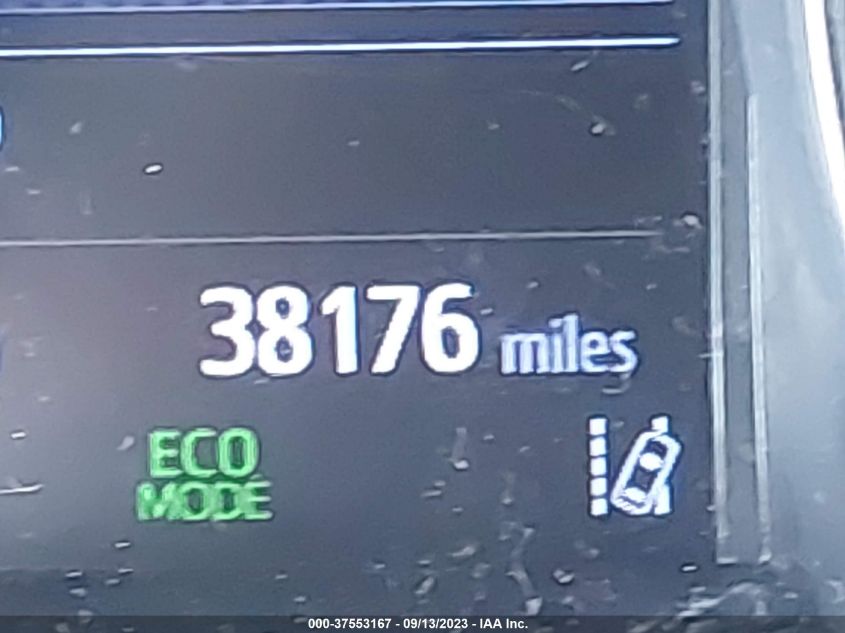 38176 miles
ECO
MODE
000-37553167 - 09/13/2023 - IAA Inc.